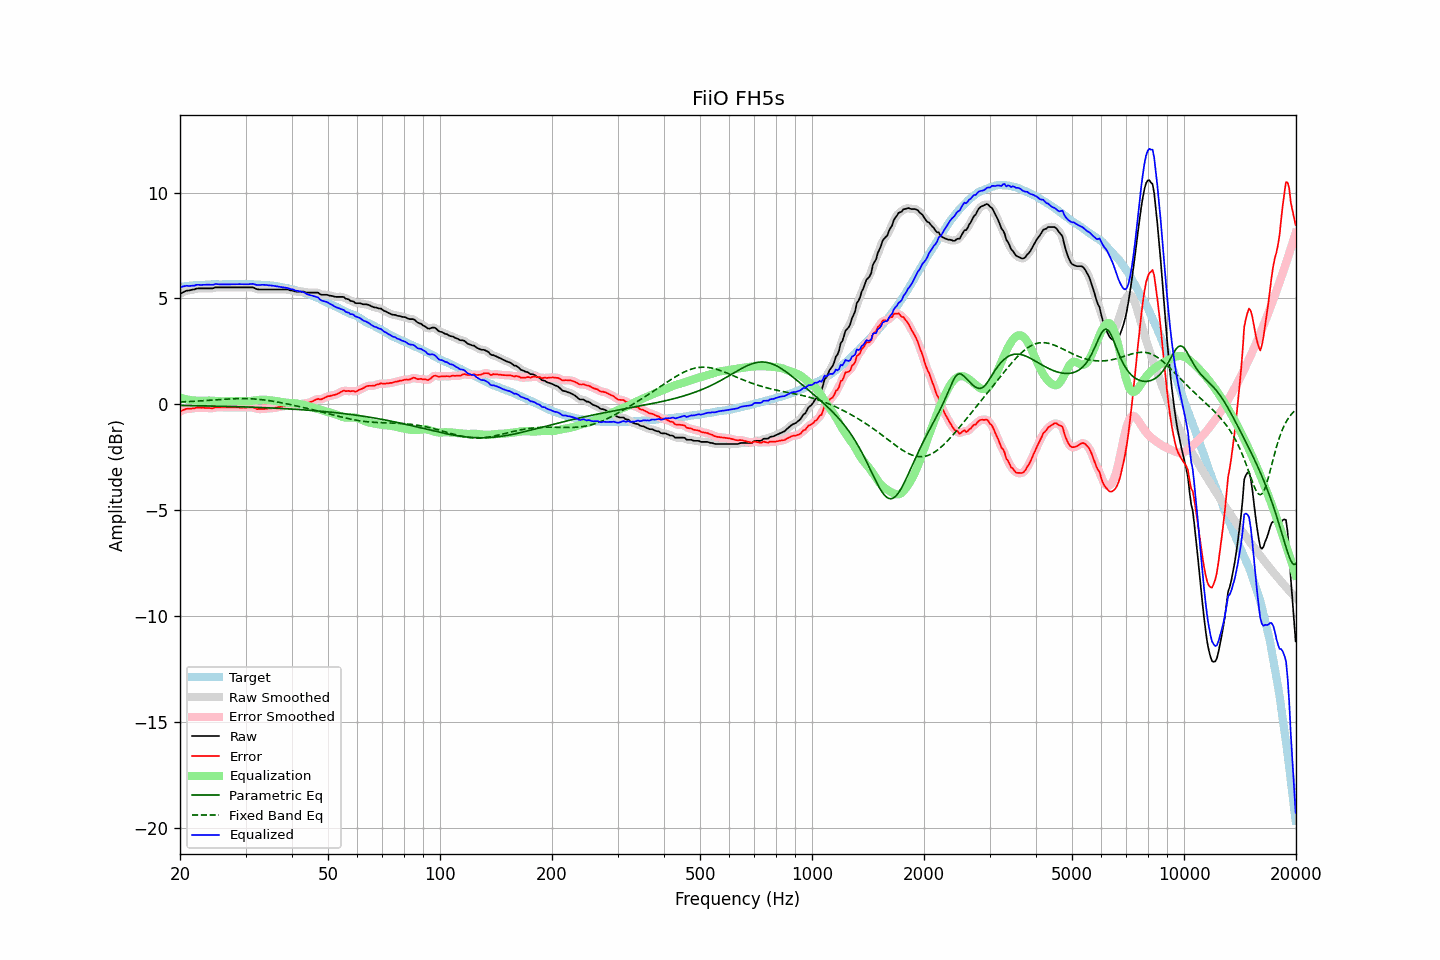 FiiO FH5s
Amplitude (dBr)
10
5
0
−5
−10
−15
−20
Target
Raw Smoothed
Error Smoothed
Raw
Error
Equalization
Parametric Eq
Fixed Band Eq
Equalized
20 50 100 200 500 1000 2000 5000 10000 20000
Frequency (Hz)